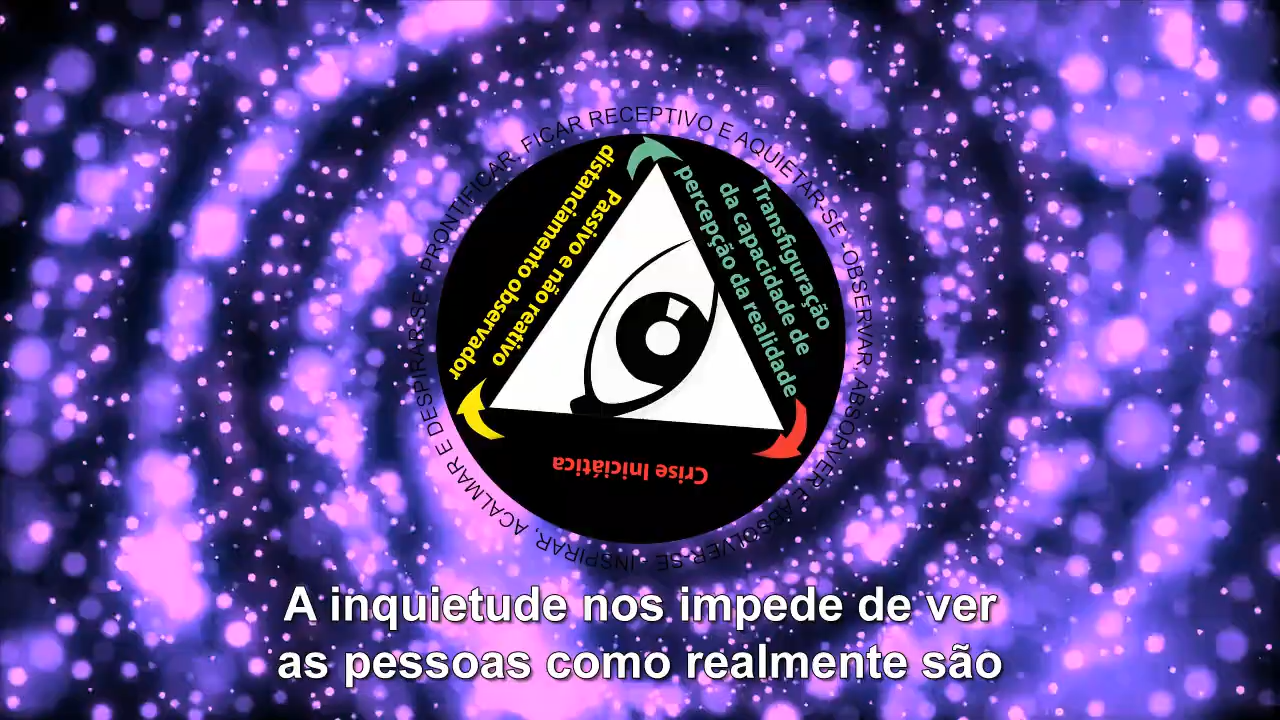 INSPIRAR, ACALMAR E DESPIRAR-SE - PRONTIFICAR, FICAR RECEPTIVO E AQUIETAR-SE - OBSERVAR, ABSORVER E ABSOLVER-SE -
Passivo e não reativo
distanciamento observador
Transfiguração
da capacidade de
percepção da realidade
Crise Iniciática
A inquietude nos impede de ver
as pessoas como realmente são